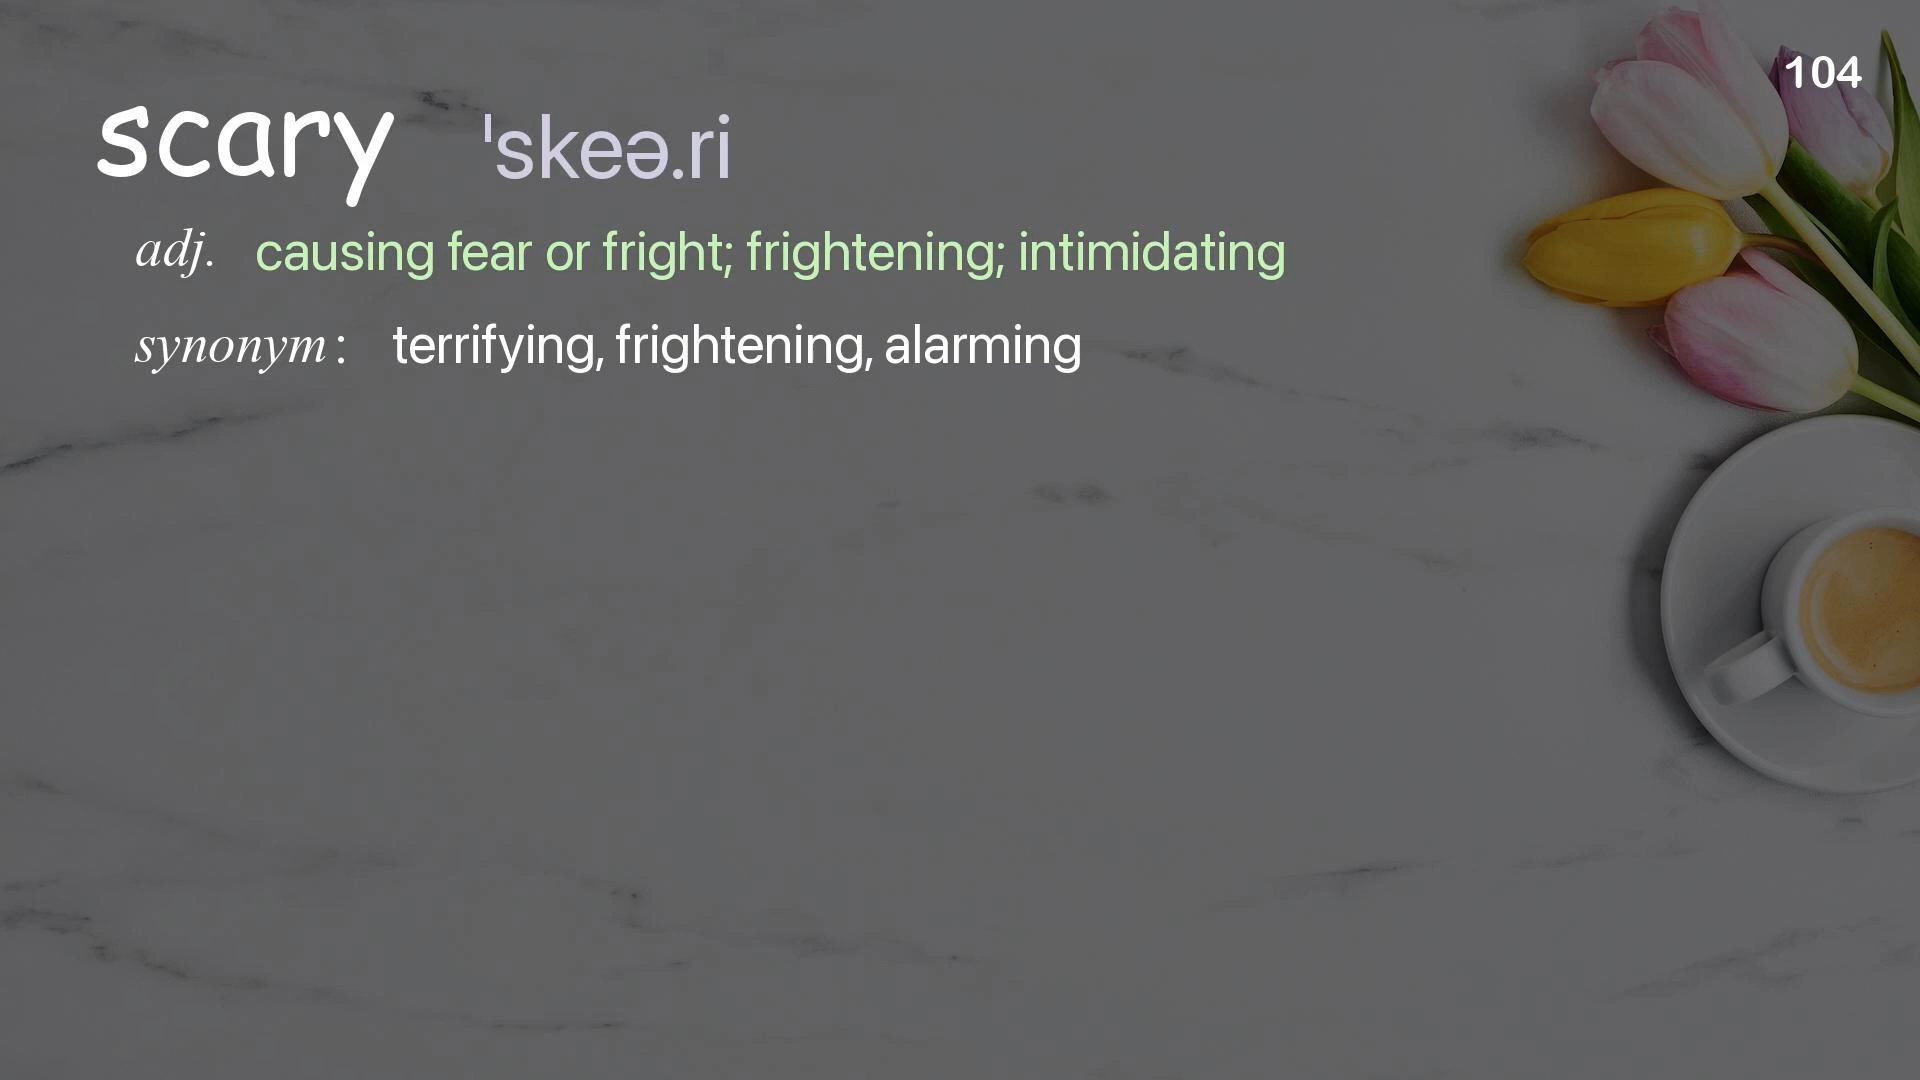 104
scary ˈskeə.ri
adj. causing fear or fright; frightening; intimidating
synonym: terrifying, frightening, alarming